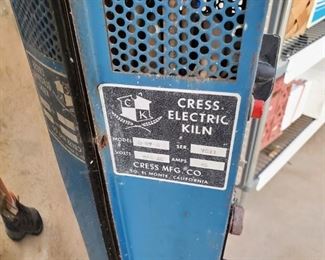 C K
CRESS
ELECTRIC
KILN
MODEL SER.
VOLTS AMPS
CRESS MFG. CO.
SO. EL MONTE, CALIFORNIA